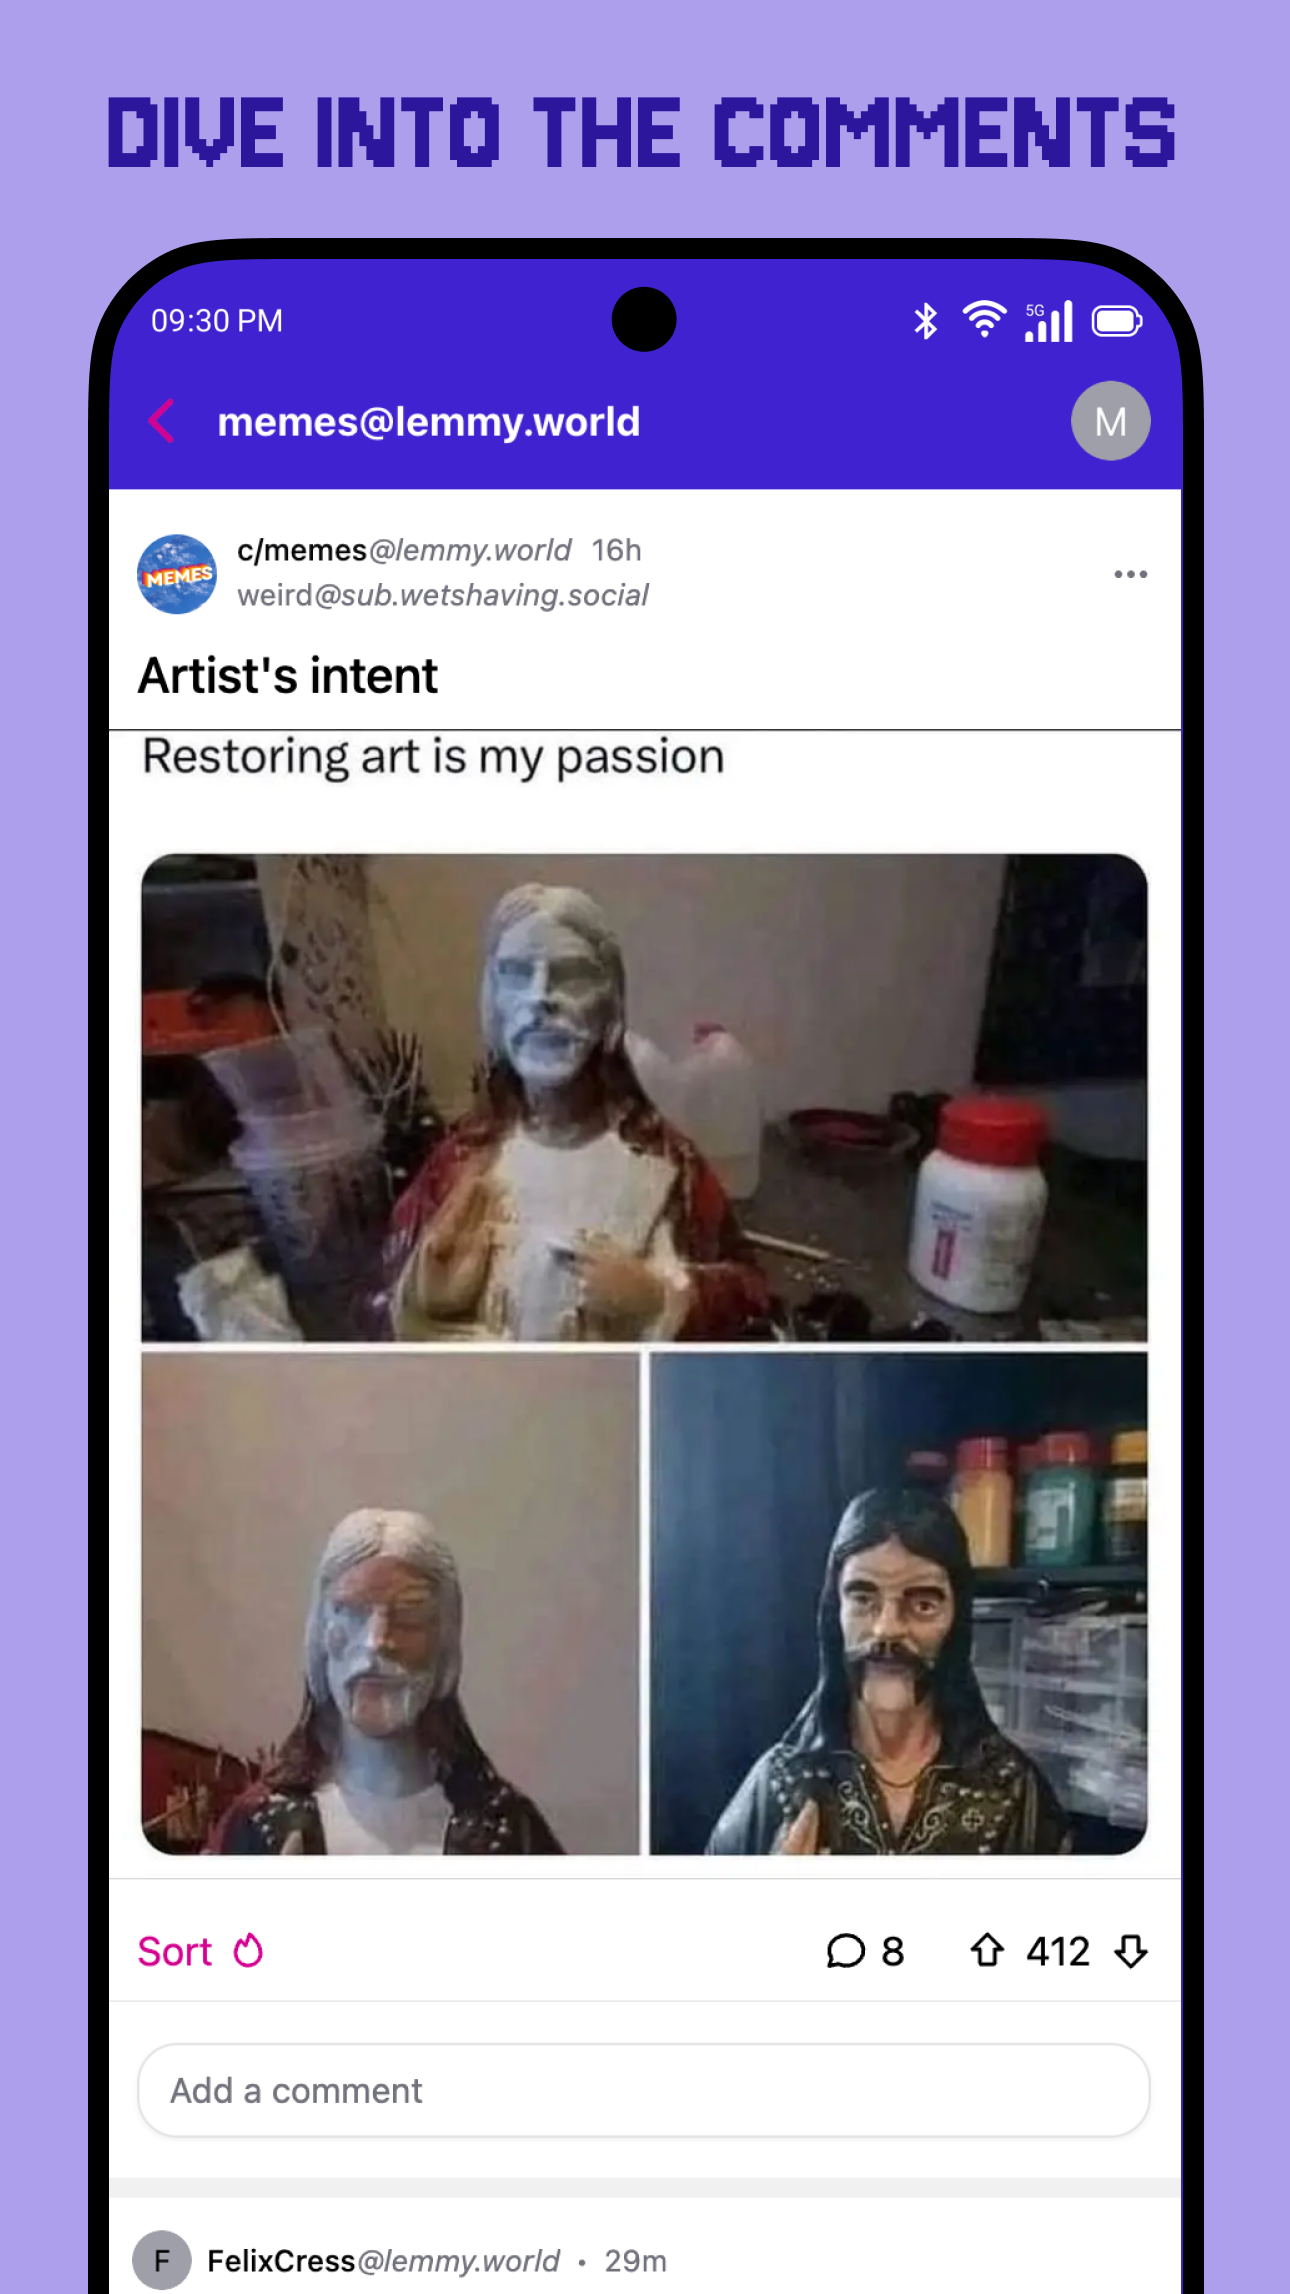 DIVE INTO THE COMMENTS
09:30 PM
5G
memes@lemmy.world
M
c/memes@lemmy.world 16h
MEMES
weird@sub.wetshaving.social
Artist's intent
Restoring art is my passion
Sort
8
412
Add a comment
F
FelixCress@lemmy.world • 29m